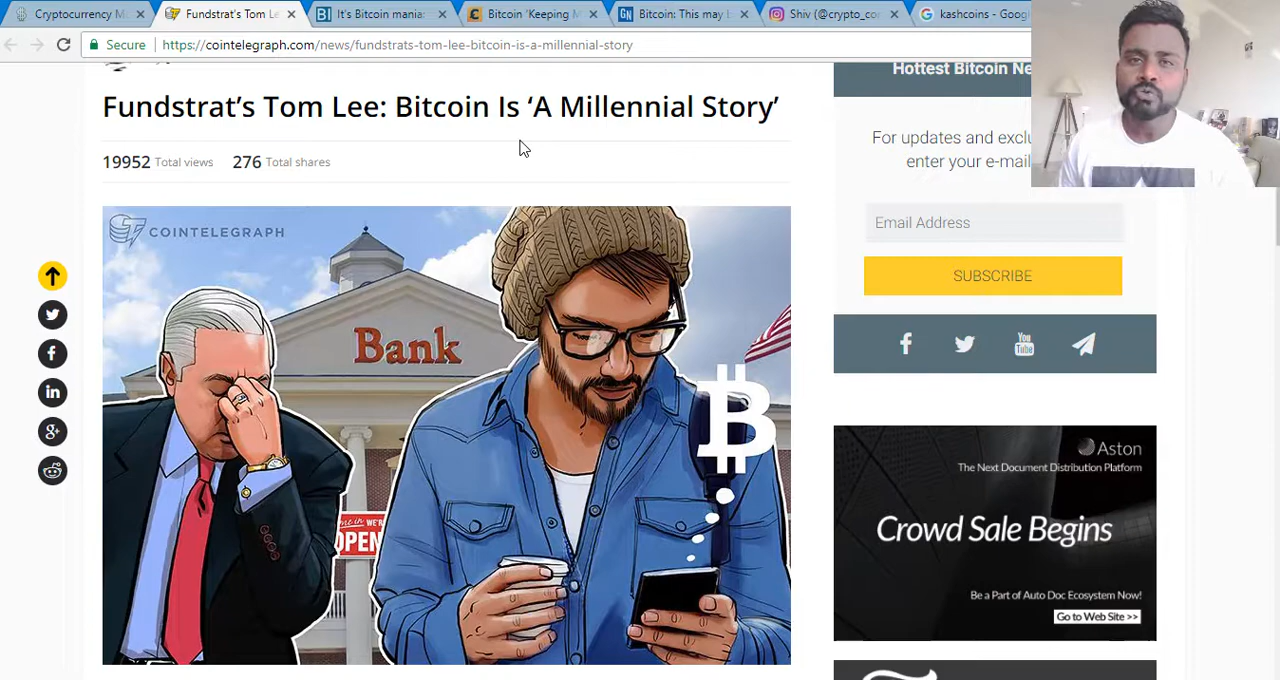 Cryptocurrency M
Fundstrat's Tom Le
It's Bitcoin mania:
Bitcoin 'Keeping M
Bitcoin: This may
Shiv (@crypto_co
kashcoins - Goog
Secure
https://cointelegraph.com/news/fundstrats-tom-lee-bitcoin-is-a-millennial-story
Fundstrat's Tom Lee: Bitcoin Is 'A Millennial Story'
19952 Total views 276 Total shares
COINTELEGRAPH
Bank
OPEN
Hottest Bitcoin Ne
For updates and exclu
enter your e-mail
Email Address
SUBSCRIBE
You
Tube
Aston
The Next Document Distribution Platform
Crowd Sale Begins
Be a Part of Auto Doc Ecosystem Now!
Go to Web Site >>